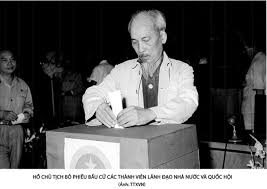 HỒ CHỦ TỊCH BỎ PHIẾU BẦU CỬ CÁC THÀNH VIÊN LÃNH ĐẠO NHÀ NƯỚC VÀ QUỐC HỘI
(Ảnh: TTXVN)